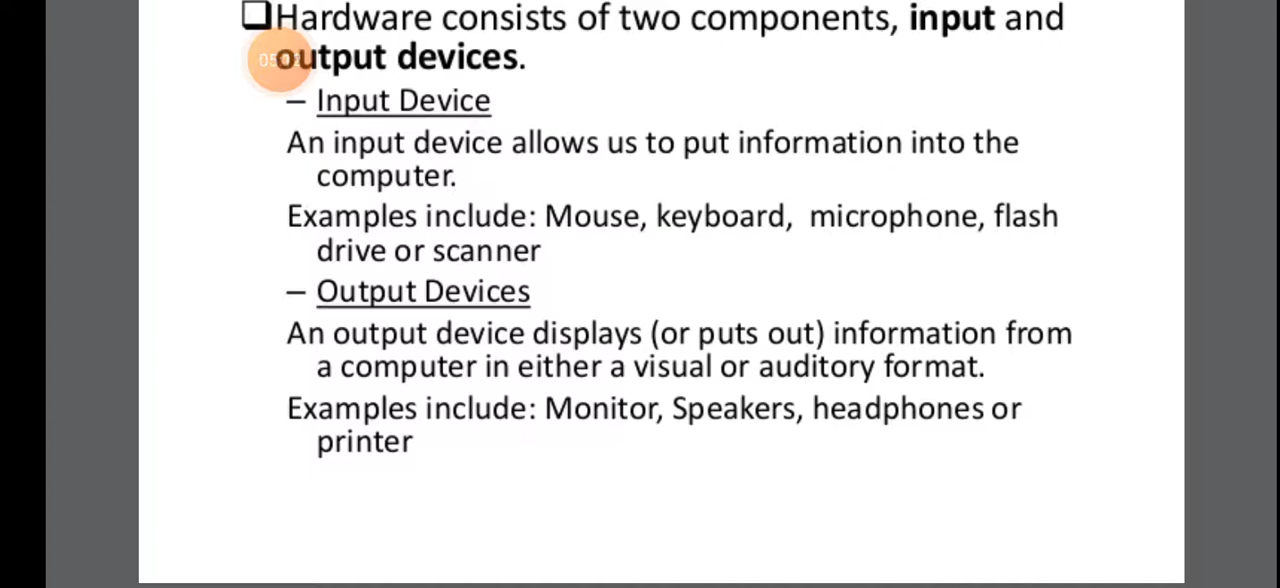 ❑Hardware consists of two components, input and
output devices.
– Input Device
An input device allows us to put information into the
computer.
Examples include: Mouse, keyboard, microphone, flash
drive or scanner
– Output Devices
An output device displays (or puts out) information from
a computer in either a visual or auditory format.
Examples include: Monitor, Speakers, headphones or
printer